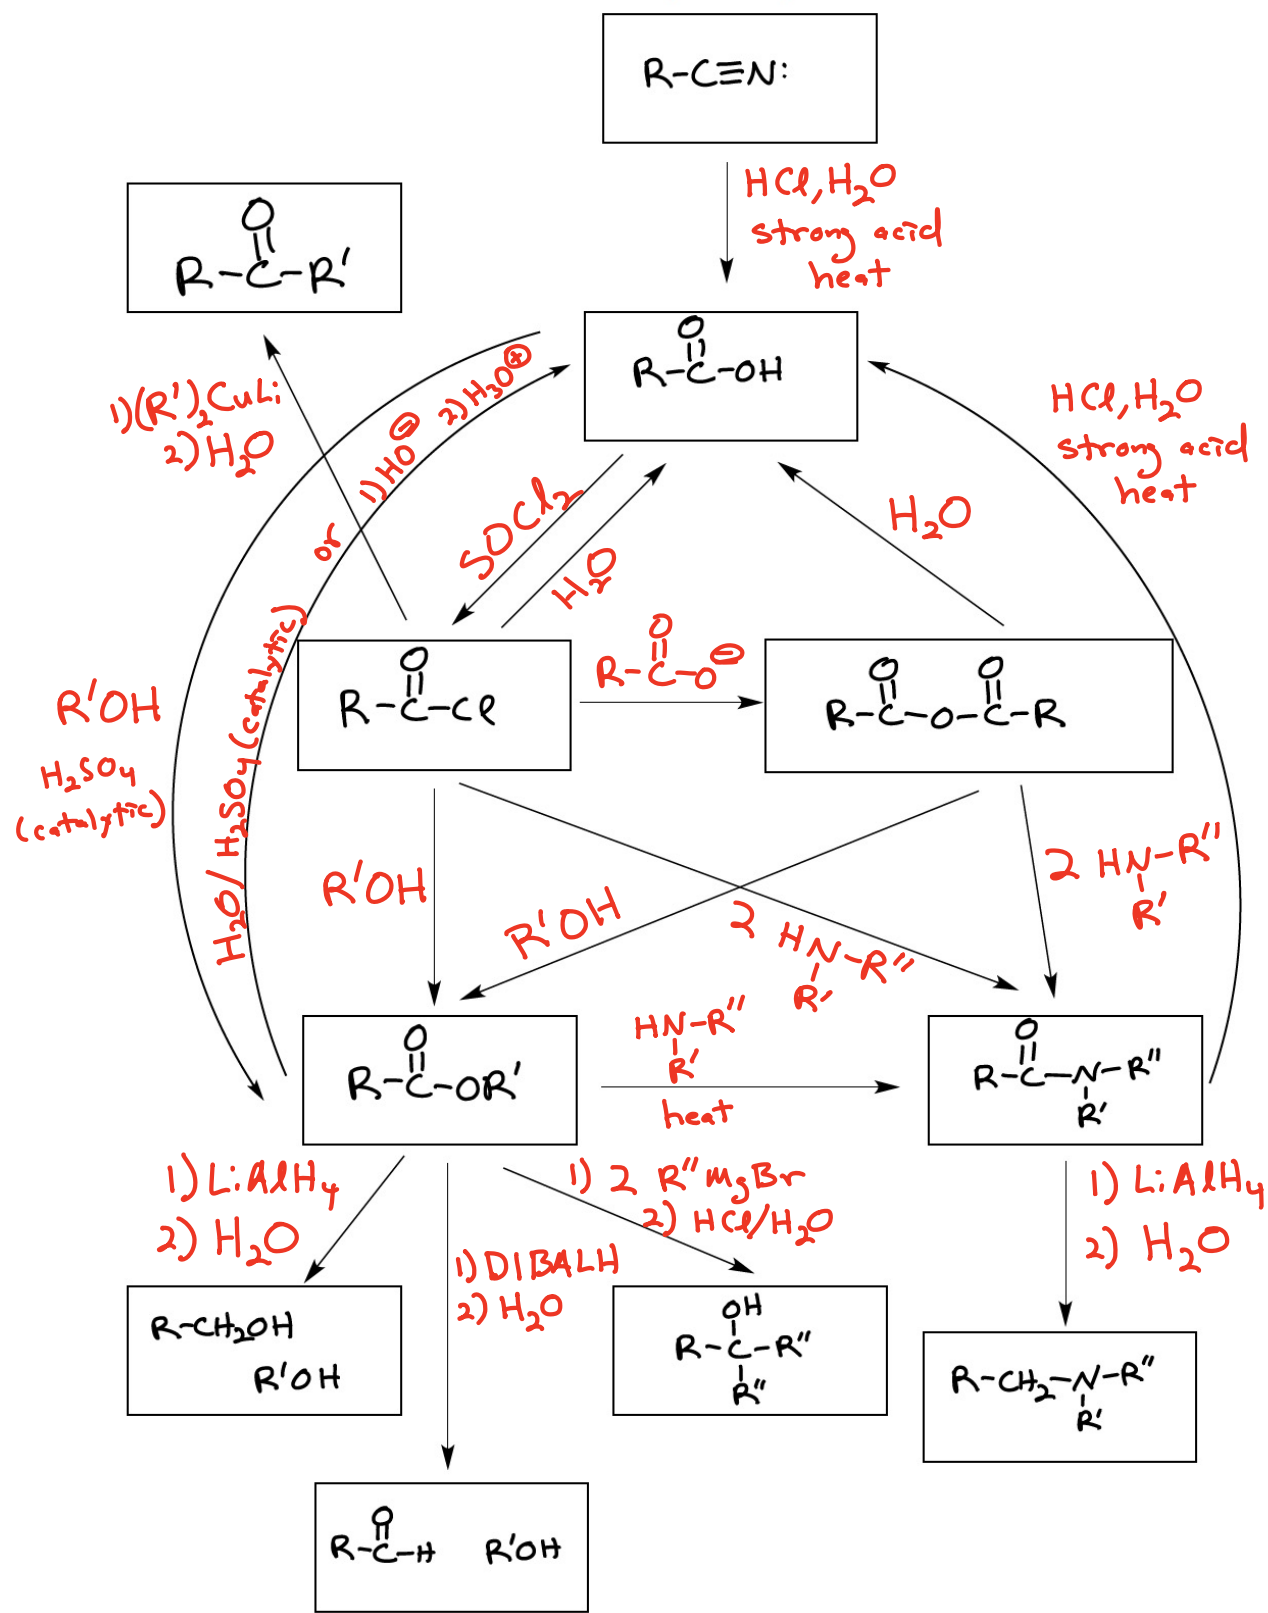 R-C≡N:
HCl, H₂O
strong acid
heat
O
R-C-R'
1)(R')₂CuLi
2) H₂O
O
R-C-OH
HCl, H₂O
strong acid
heat
1) HO⊖ 2) H₃O⊕
or
H₂O/H₂SO₄(catalytic)
SOCl₂
H₂O
H₂O
R'OH
H₂SO₄
(catalytic)
O
R-C-Cl
O
R-C-O⊖
O O
R-C-O-C-R
R'OH
R'OH
2 HN-R''
R'
2 HN-R''
R'
O
R-C-OR'
HN-R''
R'
heat
O
R-C-N-R''
R'
1) LiAlH₄
2) H₂O
1) DIBALH
2) H₂O
1) 2 R''MgBr
2) HCl/H₂O
1) LiAlH₄
2) H₂O
R-CH₂OH
R'OH
OH
R-C-R''
R''
R-CH₂-N-R''
R'
O
R-C-H R'OH